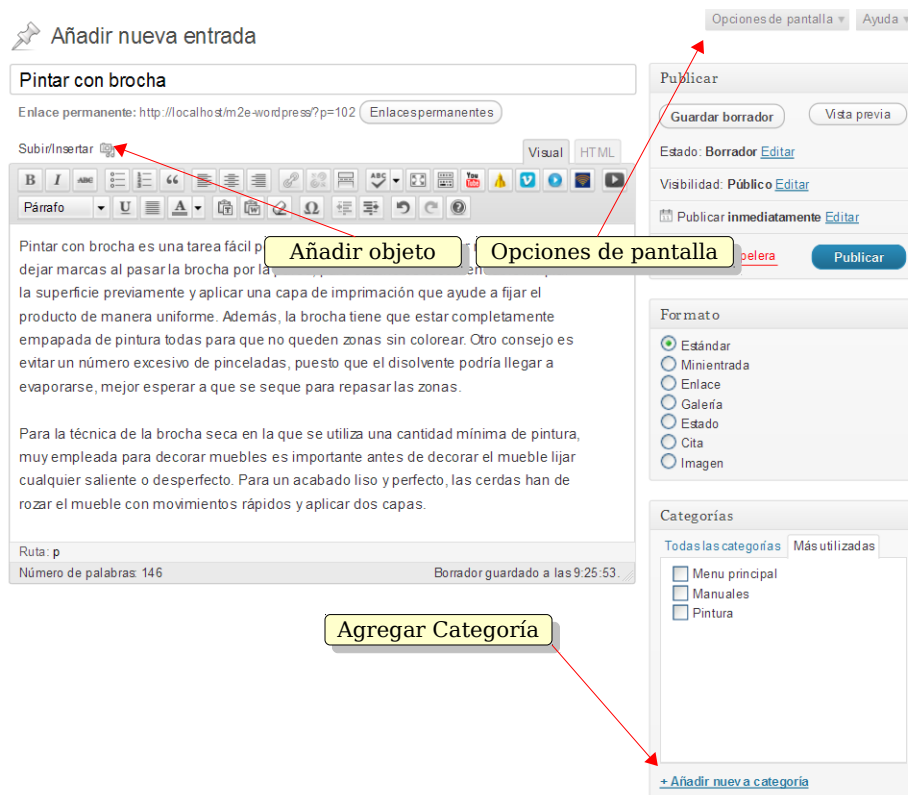 Opciones de pantalla
Ayuda
Añadir nueva entrada
Pintar con brocha
Enlace permanente: http://localhost/m2e-wordpress/?p=102 Enlaces permanentes
Subir/Insertar
Visual HTML
B I ABC ABC
You Tube
Párrafo U A T W Ω
Añadir objeto
Opciones de pantalla
Pintar con brocha es una tarea fácil
dejar marcas al pasar la brocha por la
la superficie previamente y aplicar una capa de imprimación que ayude a fijar el
producto de manera uniforme. Además, la brocha tiene que estar completamente
empapada de pintura todas para que no queden zonas sin colorear. Otro consejo es
evitar un número excesivo de pinceladas, puesto que el disolvente podría llegar a
evaporarse, mejor esperar a que se seque para repasar las zonas.
Para la técnica de la brocha seca en la que se utiliza una cantidad mínima de pintura,
muy empleada para decorar muebles es importante antes de decorar el mueble lijar
cualquier saliente o desperfecto. Para un acabado liso y perfecto, las cerdas han de
rozar el mueble con movimientos rápidos y aplicar dos capas.
Ruta: p
Número de palabras: 146
Borrador guardado a las 9:25:53.
Agregar Categoría
Publicar
Guardar borrador
Vista previa
Estado: Borrador Editar
Visibilidad: Público Editar
Publicar inmediatamente Editar
Publicar
Formato
Estándar
Minientrada
Enlace
Galería
Estado
Cita
Imagen
Categorías
Todas las categorías Más utilizadas
Menu principal
Manuales
Pintura
+ Añadir nueva categoría